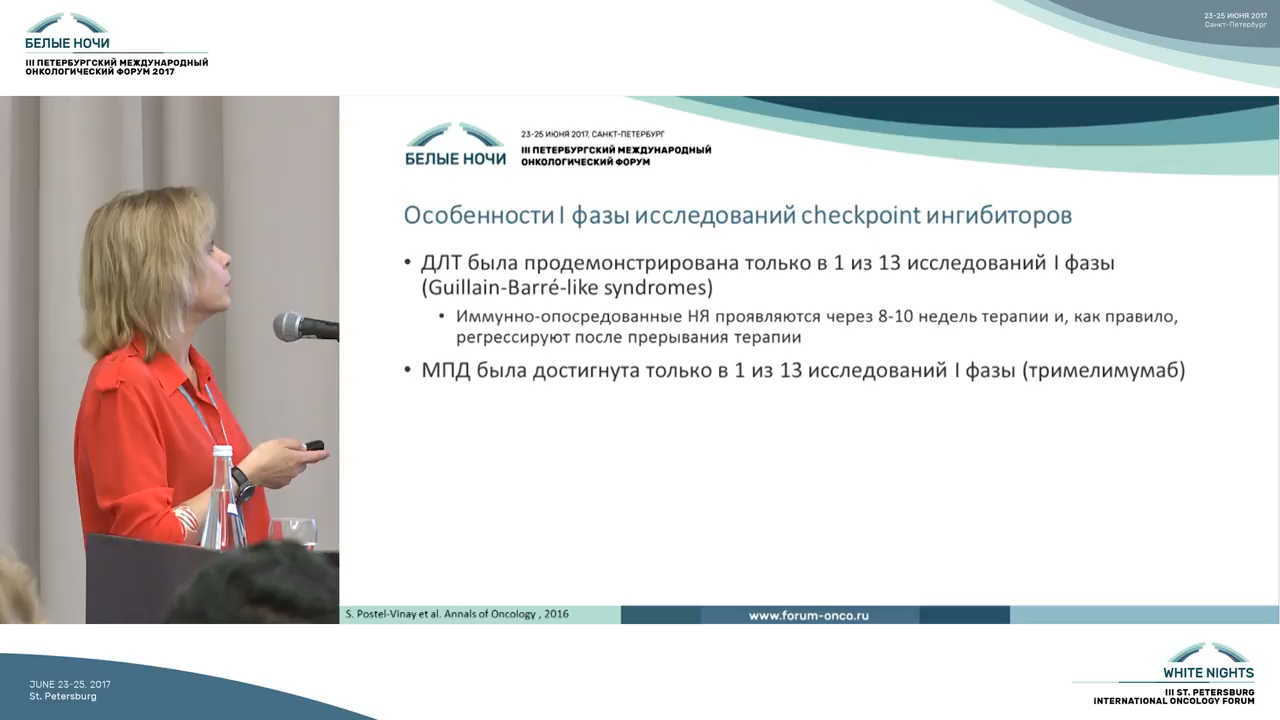 БЕЛЫЕ НОЧИ
III ПЕТЕРБУРГСКИЙ МЕЖДУНАРОДНЫЙ
ОНКОЛОГИЧЕСКИЙ ФОРУМ 2017
23-25 ИЮНЯ 2017
Санкт-Петербург
БЕЛЫЕ НОЧИ
23-25 ИЮНЯ 2017, САНКТ-ПЕТЕРБУРГ
III ПЕТЕРБУРГСКИЙ МЕЖДУНАРОДНЫЙ
ОНКОЛОГИЧЕСКИЙ ФОРУМ
Особенности I фазы исследований checkpoint ингибиторов
• ДЛТ была продемонстрирована только в 1 из 13 исследований I фазы
(Guillain-Barré-like syndromes)
• Иммунно-опосредованные НЯ проявляются через 8-10 недель терапии и, как правило,
регрессируют после прерывания терапии
• МПД была достигнута только в 1 из 13 исследований I фазы (тримелимумаб)
S. Postel-Vinay et al. Annals of Oncology , 2016
www.forum-onco.ru
JUNE 23-25, 2017
St. Petersburg
WHITE NIGHTS
III ST. PETERSBURG
INTERNATIONAL ONCOLOGY FORUM